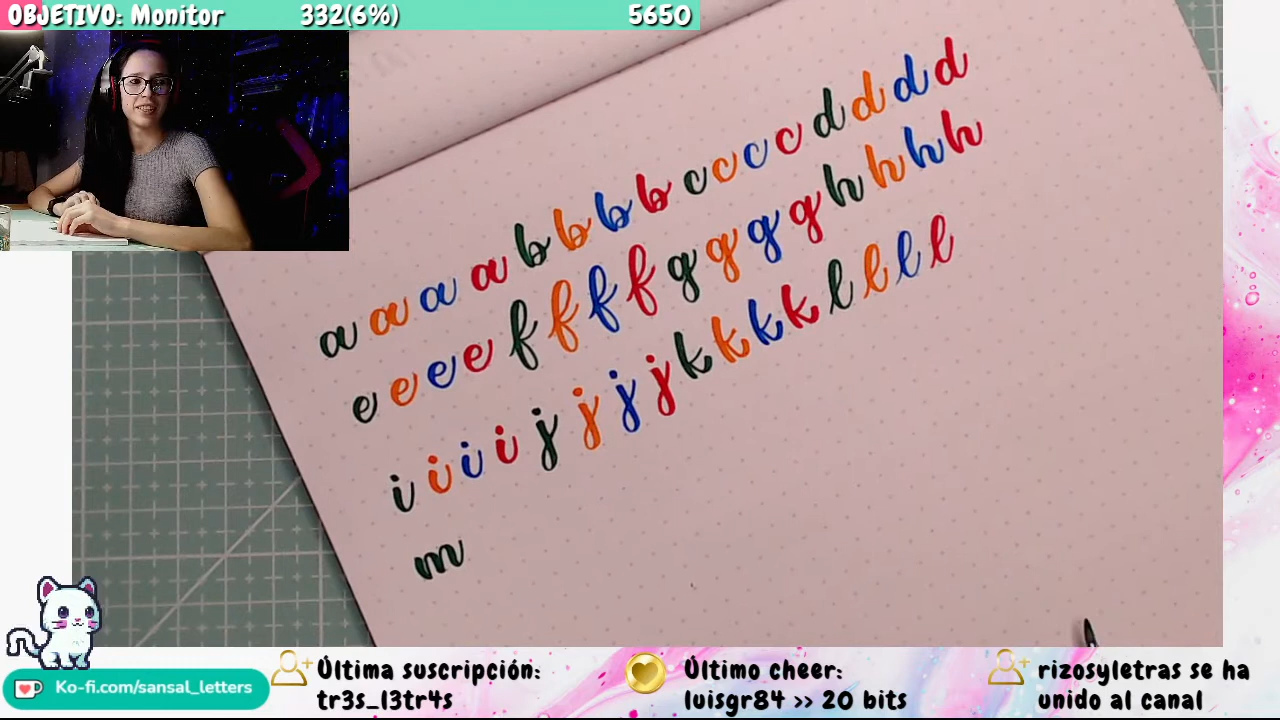 OBJETIVO: Monitor 332(6%) 5650
a a a a b b b b c c c c d d d d
e e e e f f f f g g g g h h h h
i i i i j j j j k k k k l l l l
m
Ko-fi.com/sansal_letters
Última suscripción:
tr3s_l3tr4s
Último cheer:
luisgr84 >> 20 bits
rizosyletras se ha
unido al canal